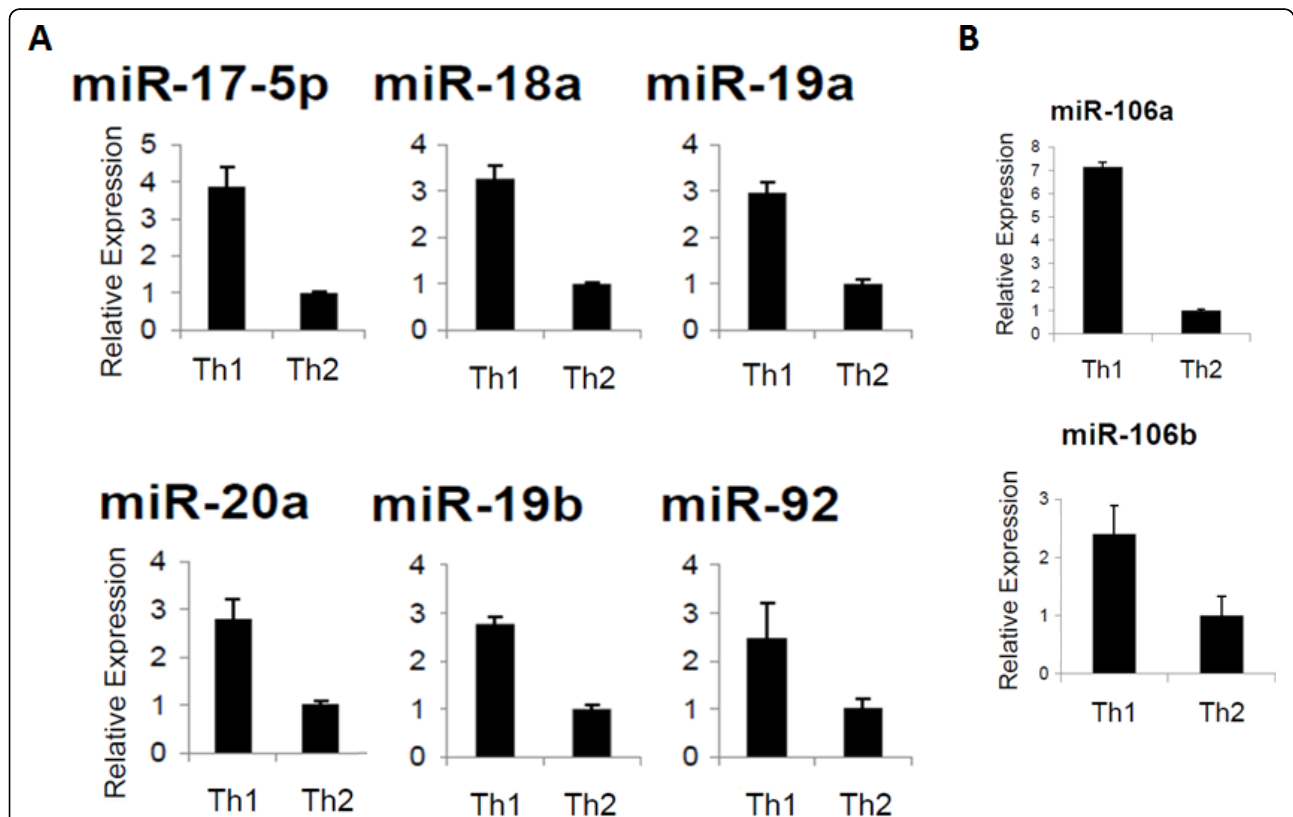 A
B
miR-17-5p
miR-18a
miR-19a
Relative Expression
5
4
3
2
1
0
Th1
Th2
4
3
2
1
0
Th1
Th2
4
3
2
1
0
Th1
Th2
miR-20a
miR-19b
miR-92
Relative Expression
4
3
2
1
0
Th1
Th2
4
3
2
1
0
Th1
Th2
4
3
2
1
0
Th1
Th2
miR-106a
Relative Expression
8
7
6
5
4
3
2
1
0
Th1
Th2
miR-106b
Relative Expression
3
2
1
0
Th1
Th2